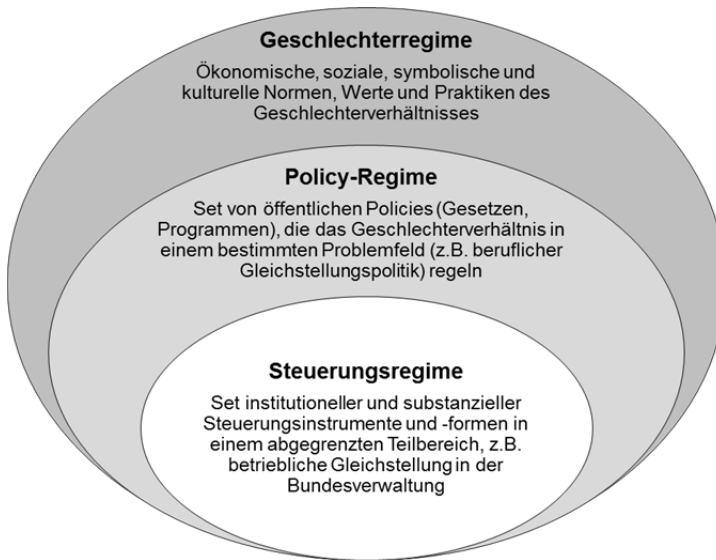 Geschlechterregime
Ökonomische, soziale, symbolische und
kulturelle Normen, Werte und Praktiken des
Geschlechterverhältnisses
Policy-Regime
Set von öffentlichen Policies (Gesetzen,
Programmen), die das Geschlechterverhältnis in
einem bestimmten Problemfeld (z.B. beruflicher
Gleichstellungspolitik) regeln
Steuerungsregime
Set institutioneller und substanzieller
Steuerungsinstrumente und -formen in
einem abgegrenzten Teilbereich, z.B.
betriebliche Gleichstellung in der
Bundesverwaltung